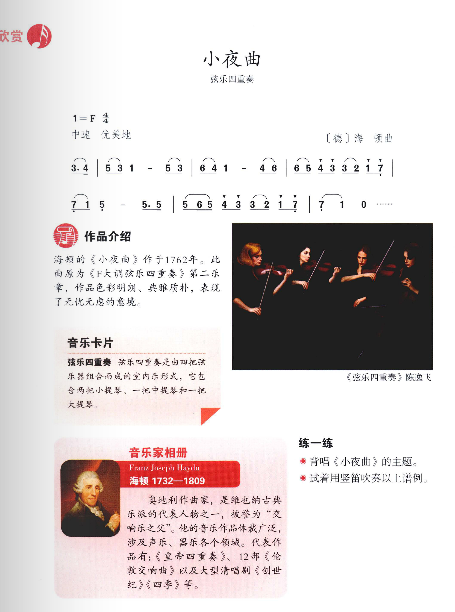 欣赏
小夜曲
弦乐四重奏
1=F 4/4
中速 优美地
〔德〕海 顿曲
3. 4 | 5 3 1 - 5 3 | 6 4 1 - 4 6 | 6 5 4 3 3 2 1 7 |
7 1 5 - 5. 5 | 5 6 5 4 3 3 2 1 7 | 7 1 0 ……
作品介绍
海顿的《小夜曲》作于1762年。此
曲原为《F大调弦乐四重奏》第二乐
章，作品色彩明朗、典雅质朴，表现
了无忧无虑的意境。
《弦乐四重奏》陈逸飞
音乐卡片
弦乐四重奏 弦乐四重奏是由四把弦
乐器组合而成的室内乐形式，它包
含两把小提琴、一把中提琴和一把
大提琴。
音乐家相册
Franz Joseph Haydn
海顿 1732—1809
奥地利作曲家，是维也纳古典
乐派的代表人物之一，被誉为“交
响乐之父”。他的音乐作品体裁广泛，
涉及声乐、器乐各个领域。代表作
品有：《皇帝四重奏》、12部《伦
敦交响曲》以及大型清唱剧《创世
纪》《四季》等。
练一练
背唱《小夜曲》的主题。
试着用竖笛吹奏以上谱例。